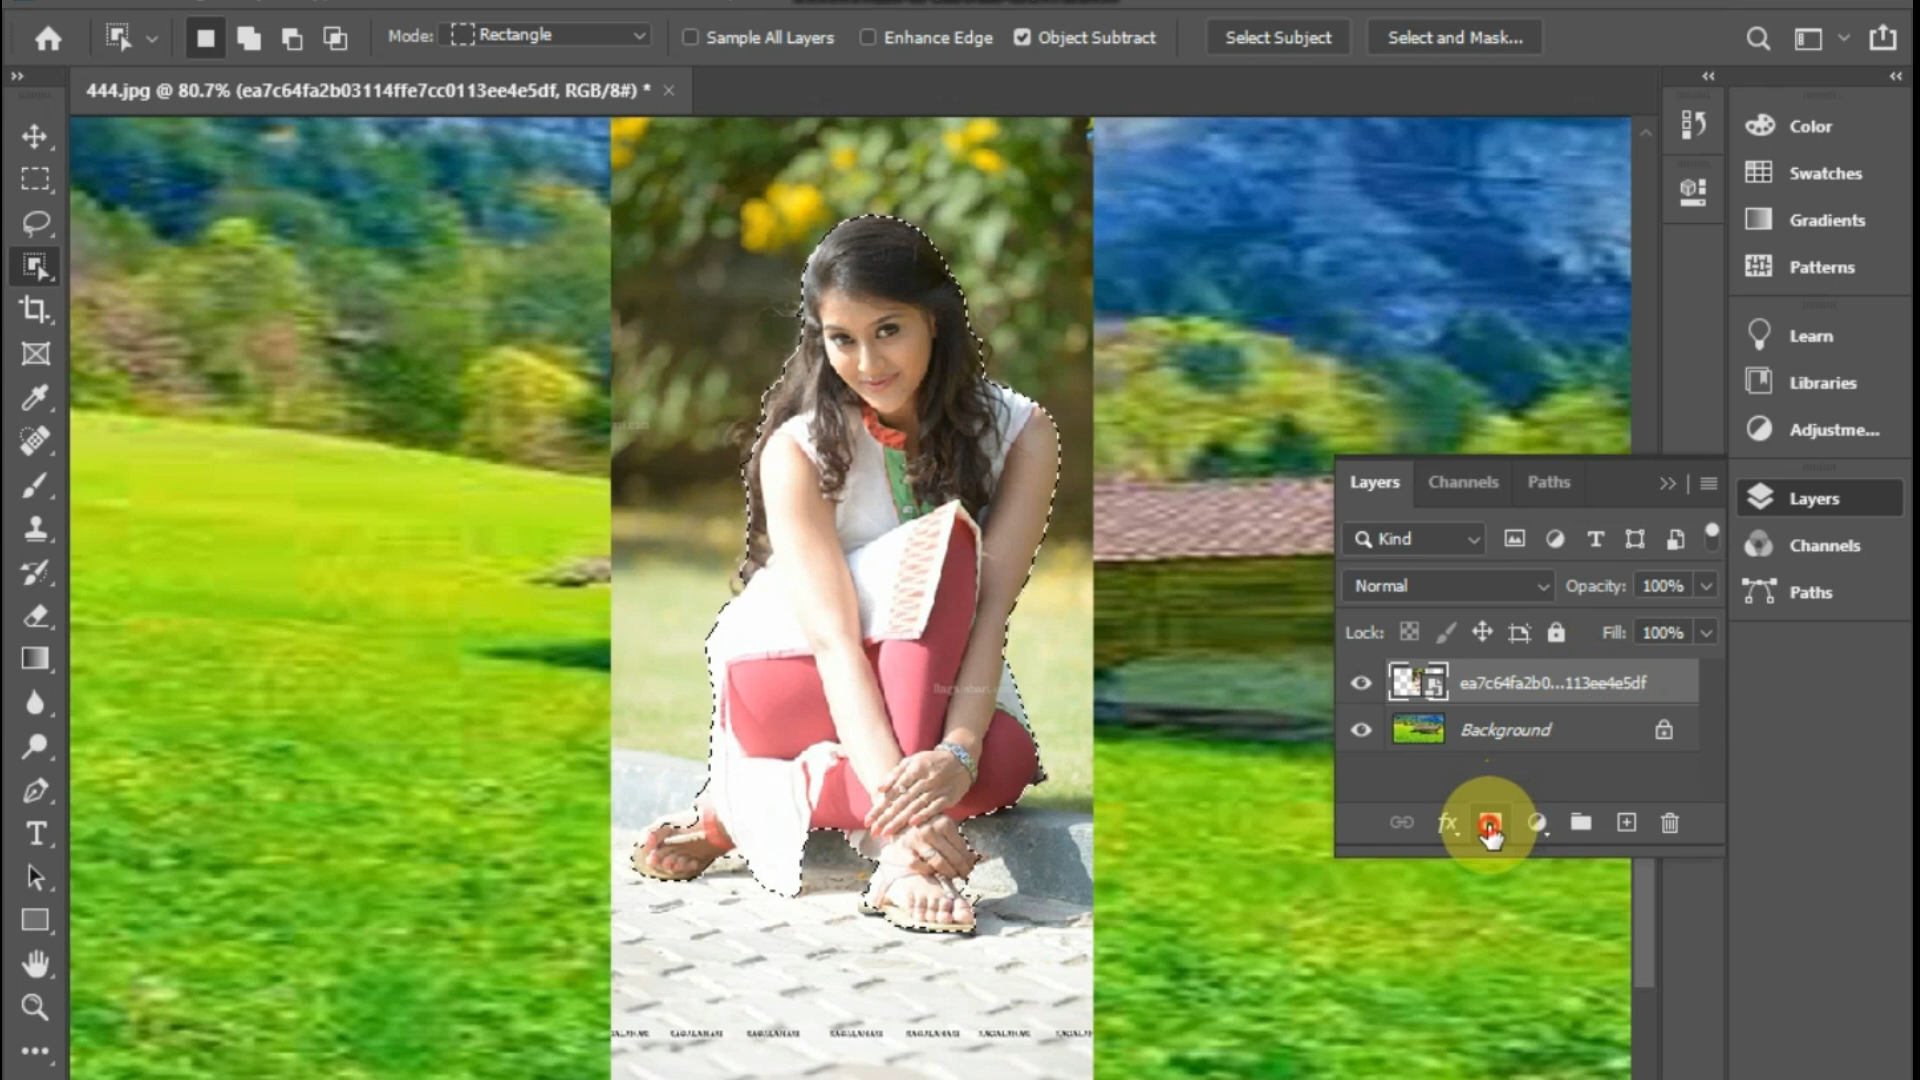 Mode: Rectangle Sample All Layers Enhance Edge Object Subtract Select Subject Select and Mask...
444.jpg @ 80.7% (ea7c64fa2b03114ffe7cc0113ee4e5df, RGB/8#) *
Color
Swatches
Gradients
Patterns
Learn
Libraries
Adjustme...
Layers
Channels
Paths
Layers Channels Paths
Kind
Normal Opacity: 100%
Lock: Fill: 100%
ea7c64fa2b0...113ee4e5df
Background
fx
T